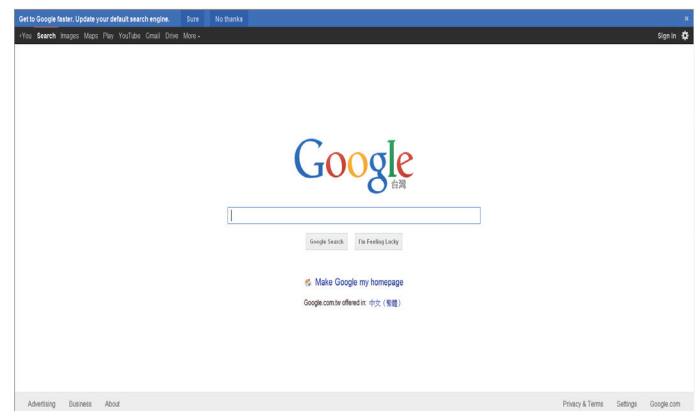 Get to Google faster. Update your default search engine. Sure No thanks ×
+You Search Images Maps Play YouTube Gmail Drive More Sign in
Google
台灣
Google Search I'm Feeling Lucky
Make Google my homepage
Google.com.tw offered in: 中文（繁體）
Advertising Business About Privacy & Terms Settings Google.com